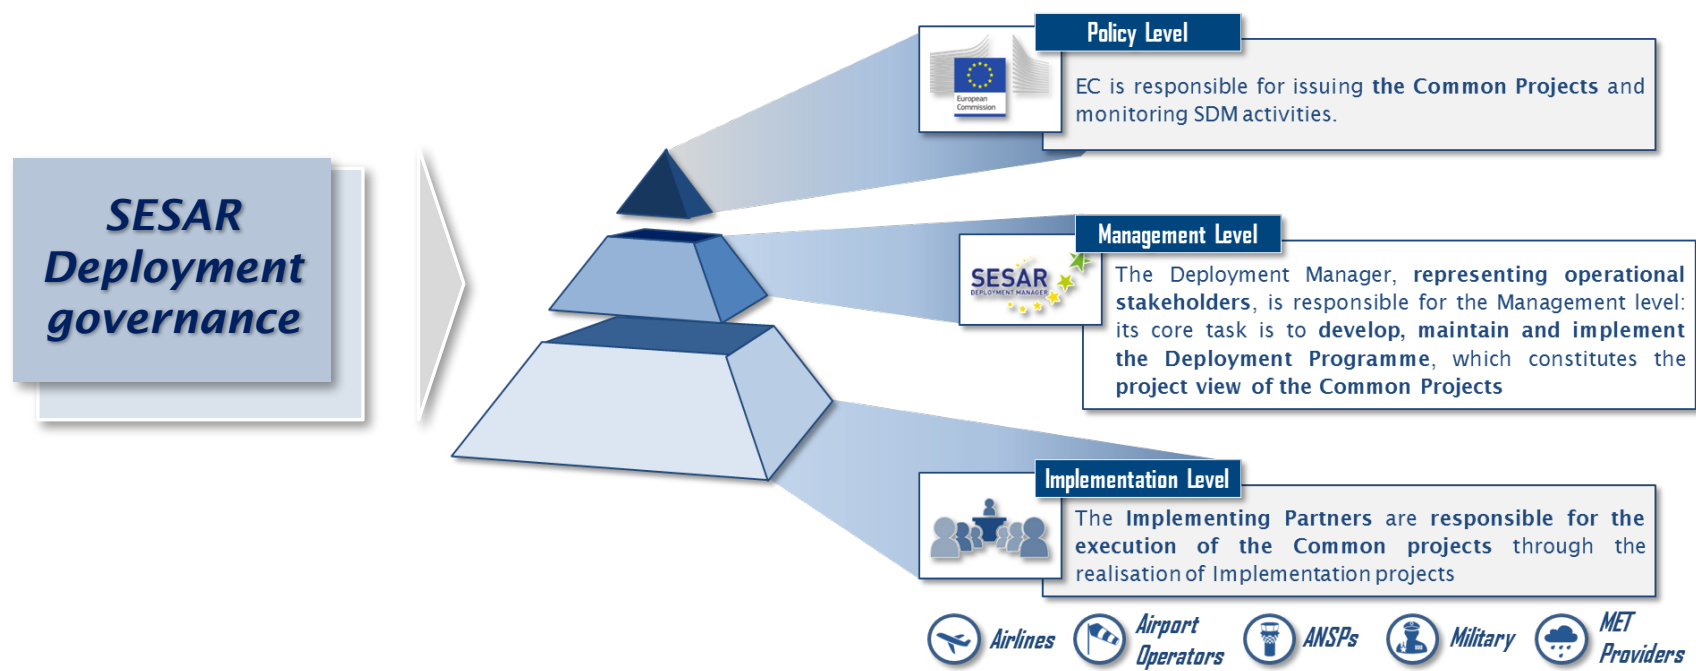 SESAR
Deployment
governance
Policy Level
European
Commission
EC is responsible for issuing the Common Projects and
monitoring SDM activities.
Management Level
SESAR
DEPLOYMENT MANAGER
The Deployment Manager, representing operational
stakeholders, is responsible for the Management level:
its core task is to develop, maintain and implement
the Deployment Programme, which constitutes the
project view of the Common Projects
Implementation Level
The Implementing Partners are responsible for the
execution of the Common projects through the
realisation of Implementation projects
Airlines
Airport
Operators
ANSPs
Military
MET
Providers